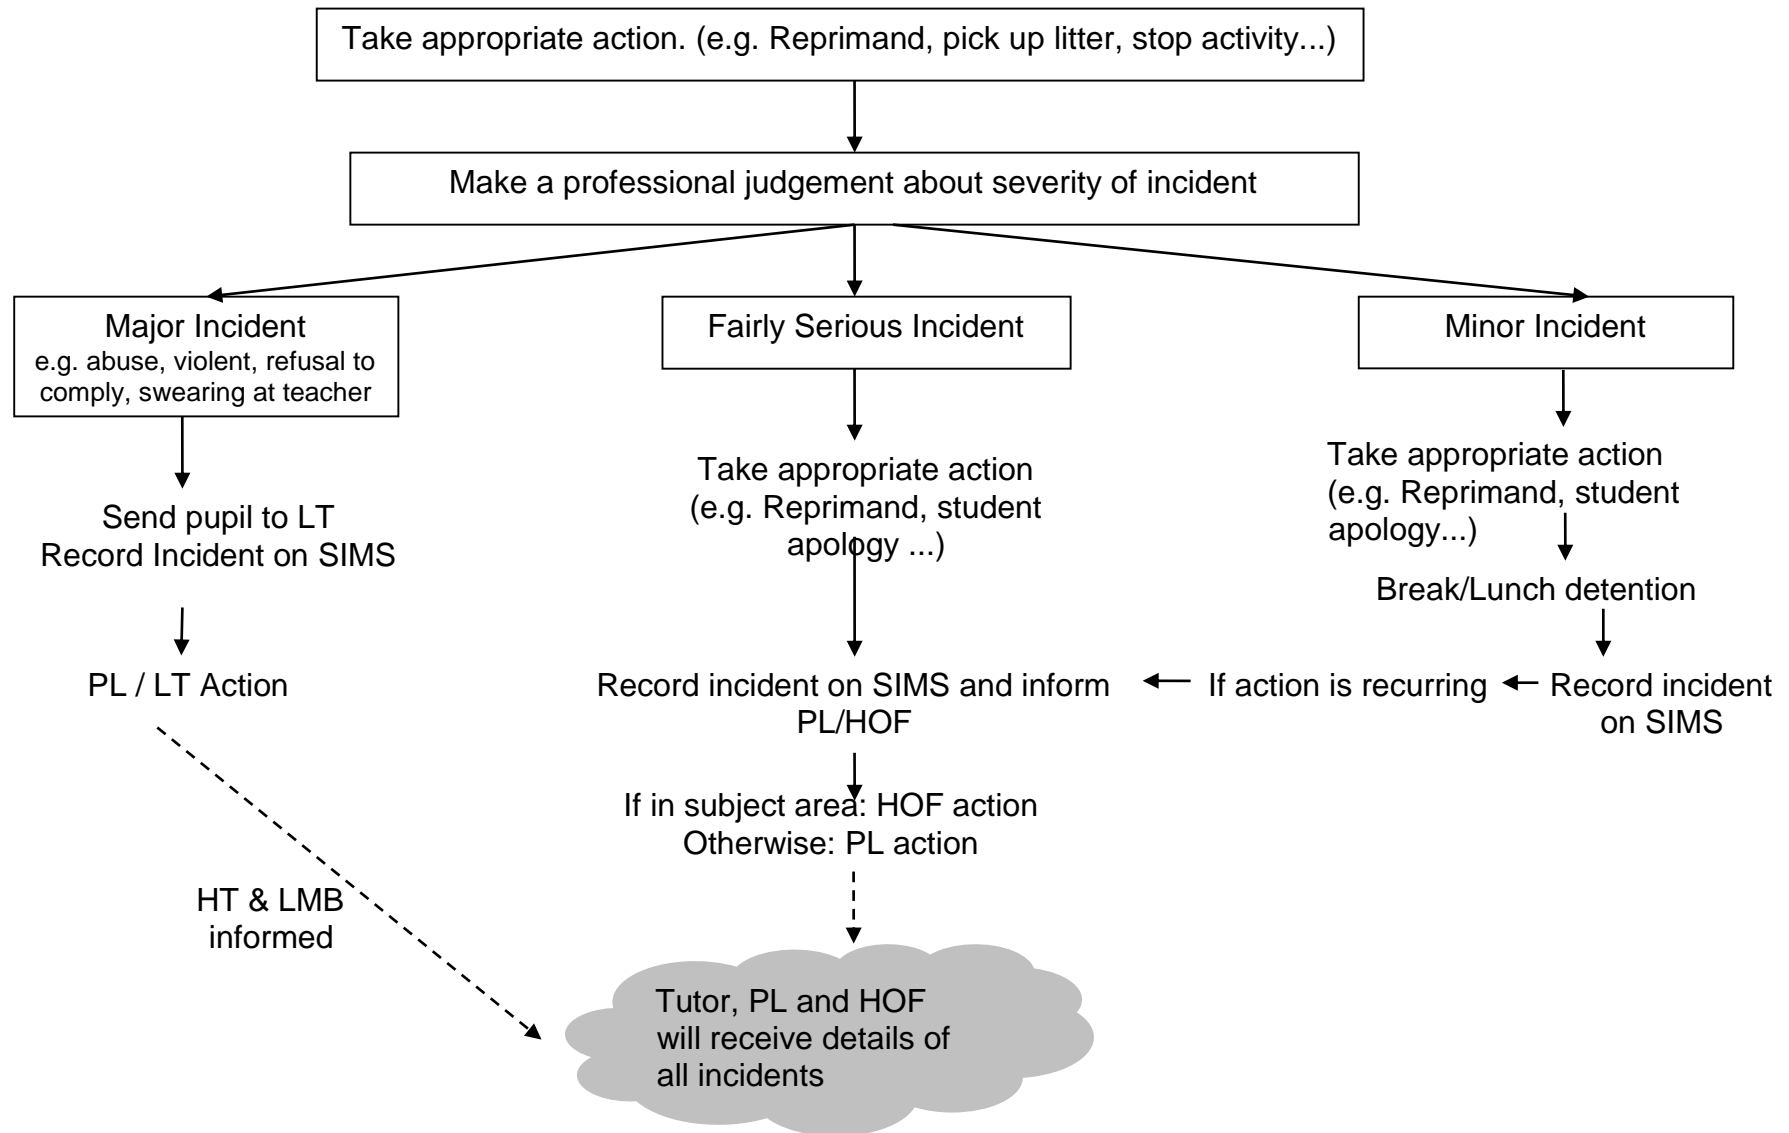 Take appropriate action. (e.g. Reprimand, pick up litter, stop activity...)
Make a professional judgement about severity of incident
Major Incident
e.g. abuse, violent, refusal to
comply, swearing at teacher
Fairly Serious Incident
Minor Incident
Send pupil to LT
Record Incident on SIMS
Take appropriate action
(e.g. Reprimand, student
apology ...)
Take appropriate action
(e.g. Reprimand, student
apology...)
Break/Lunch detention
PL / LT Action
Record incident on SIMS and inform
PL/HOF
If action is recurring
Record incident
on SIMS
If in subject area: HOF action
Otherwise: PL action
HT & LMB
informed
Tutor, PL and HOF
will receive details of
all incidents